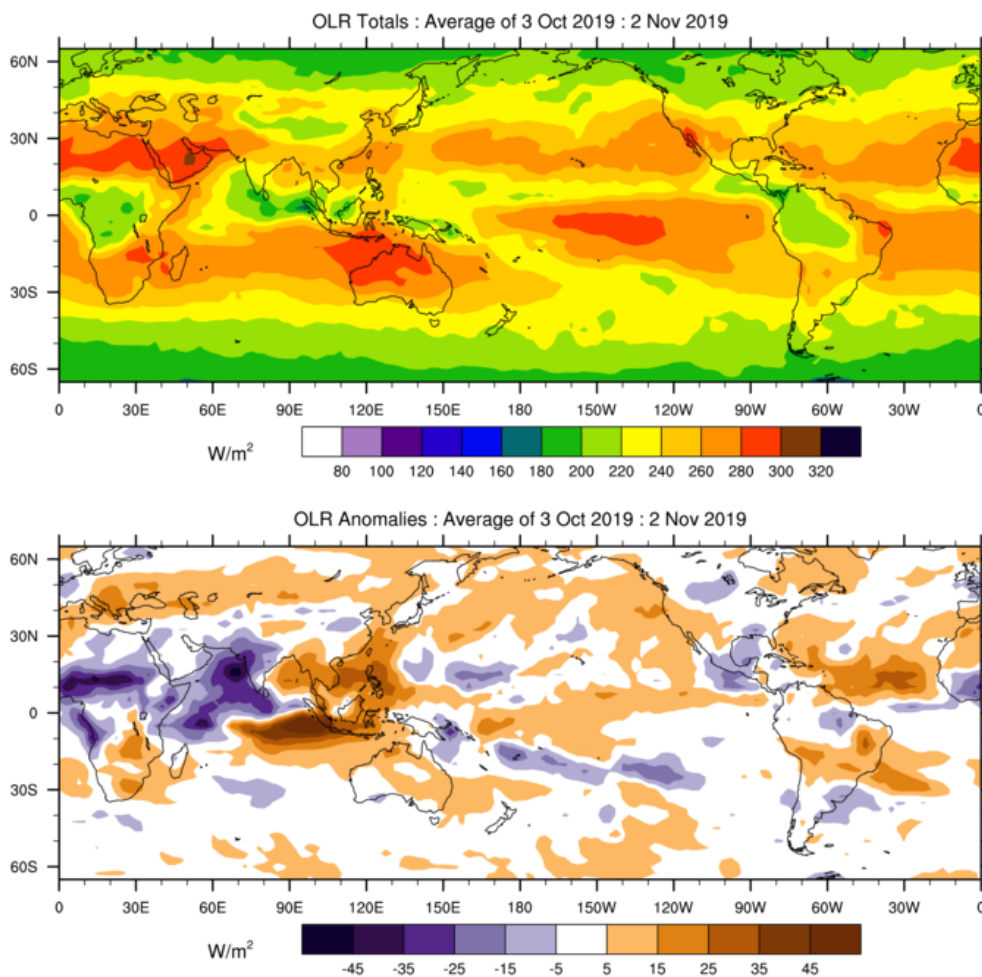 OLR Totals : Average of 3 Oct 2019 : 2 Nov 2019
60N
30N
0
30S
60S
0 30E 60E 90E 120E 150E 180 150W 120W 90W 60W 30W 0
W/m²
80 100 120 140 160 180 200 220 240 260 280 300 320
OLR Anomalies : Average of 3 Oct 2019 : 2 Nov 2019
60N
30N
0
30S
60S
0 30E 60E 90E 120E 150E 180 150W 120W 90W 60W 30W 0
W/m²
-45 -35 -25 -15 -5 5 15 25 35 45